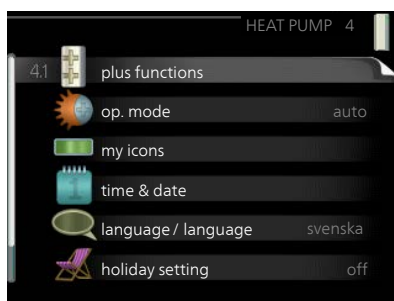 HEAT PUMP 4
4.1 plus functions
op. mode auto
my icons
1
time & date
language / language svenska
holiday setting off